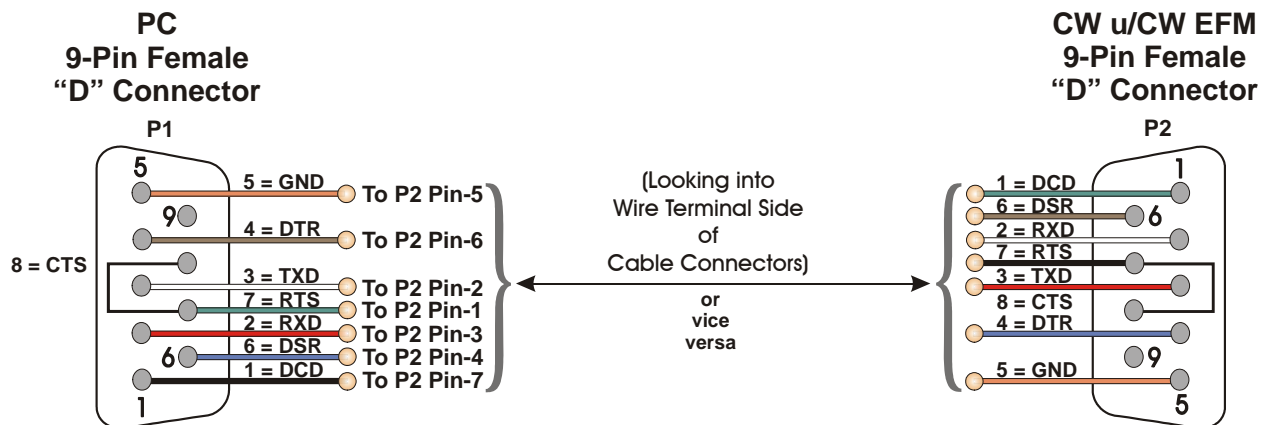 PC
9-Pin Female
“D” Connector
P1
5
5 = GND
To P2 Pin-5
9
4 = DTR
To P2 Pin-6
8 = CTS
3 = TXD
To P2 Pin-2
7 = RTS
To P2 Pin-1
2 = RXD
To P2 Pin-3
6
6 = DSR
To P2 Pin-4
1 = DCD
To P2 Pin-7
1
(Looking into
Wire Terminal Side
of
Cable Connectors)
or
vice
versa
CW u/CW EFM
9-Pin Female
“D” Connector
P2
1
1 = DCD
6 = DSR
6
2 = RXD
7 = RTS
3 = TXD
8 = CTS
4 = DTR
9
5 = GND
5